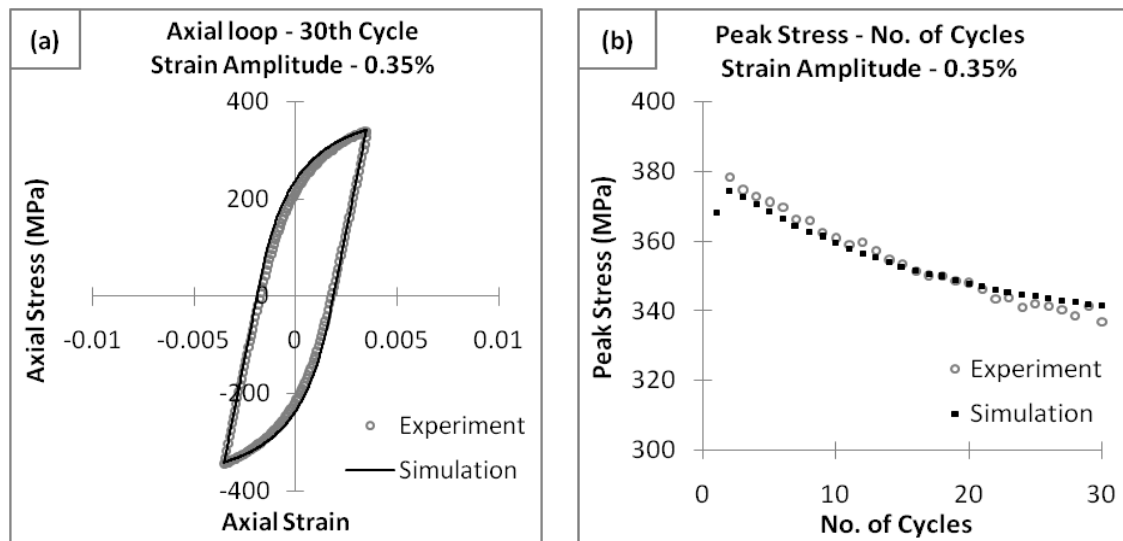 (a)
Axial loop - 30th Cycle
Strain Amplitude - 0.35%
400
200
0
-0.01 -0.005 0 0.005 0.01
-200
-400
Axial Stress (MPa)
Experiment
Simulation
Axial Strain
(b)
Peak Stress - No. of Cycles
Strain Amplitude - 0.35%
400
380
360
340
320
300
Peak Stress (MPa)
Experiment
Simulation
0 10 20 30
No. of Cycles